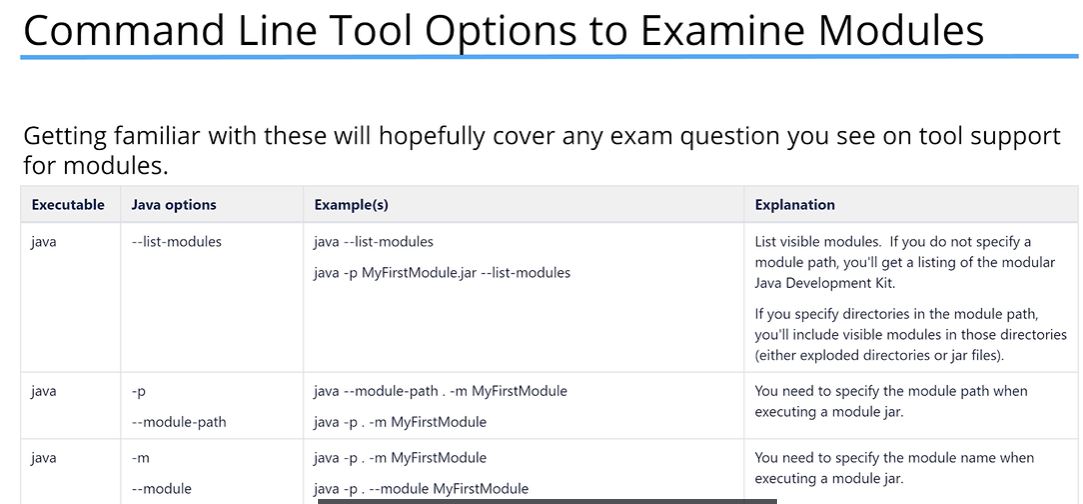 Command Line Tool Options to Examine Modules
Getting familiar with these will hopefully cover any exam question you see on tool support
for modules.
Executable Java options Example(s) Explanation
java --list-modules java --list-modules List visible modules. If you do not specify a
module path, you'll get a listing of the modular
java -p MyFirstModule.jar --list-modules
Java Development Kit.
If you specify directories in the module path,
you'll include visible modules in those directories
(either exploded directories or jar files).
java -p java --module-path . -m MyFirstModule You need to specify the module path when
executing a module jar.
--module-path java -p . -m MyFirstModule
java -m java -p . -m MyFirstModule You need to specify the module name when
executing a module jar.
--module java -p . --module MyFirstModule